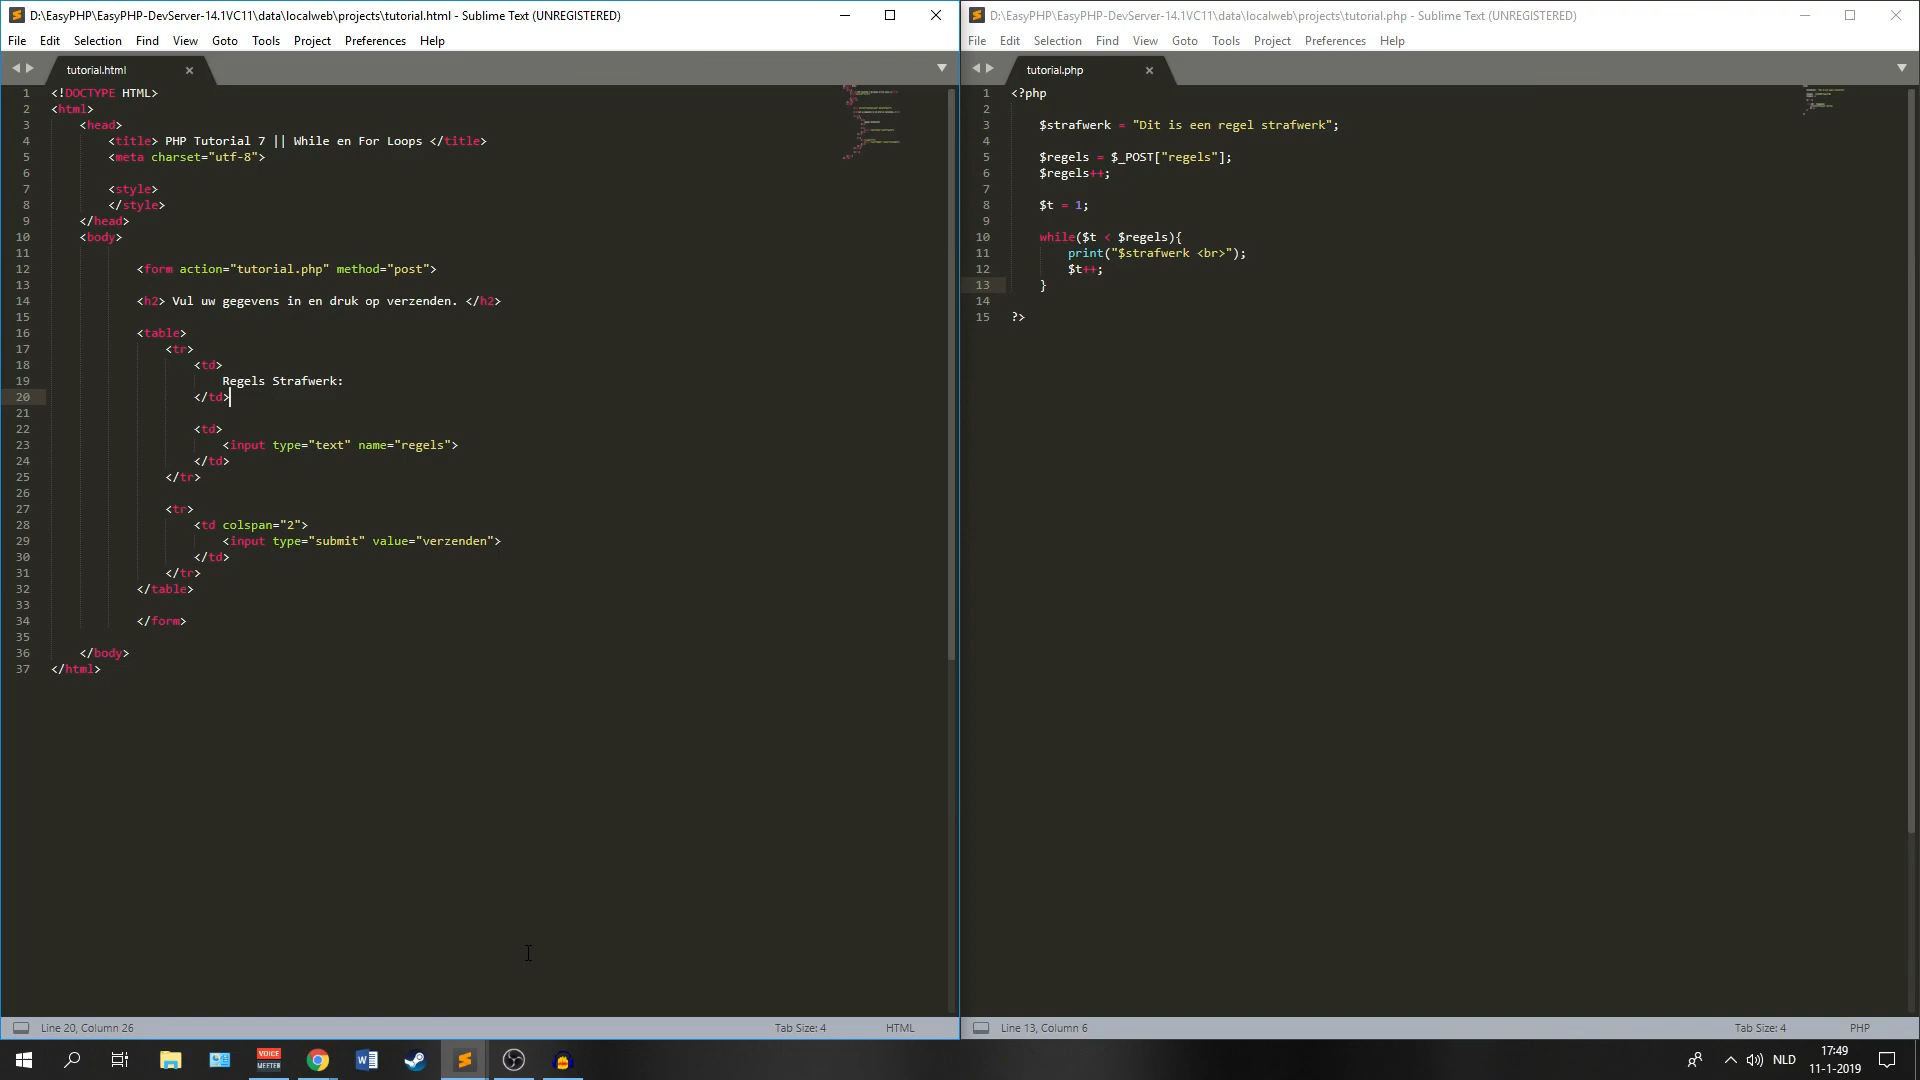 D:\EasyPHP\EasyPHP-DevServer-14.1VC11\data\localweb\projects\tutorial.html - Sublime Text (UNREGISTERED)
File Edit Selection Find View Goto Tools Project Preferences Help
tutorial.html
1 <!DOCTYPE HTML>
2 <html>
3 <head>
4 <title> PHP Tutorial 7 || While en For Loops </title>
5 <meta charset="utf-8">
6
7 <style>
8 </style>
9 </head>
10 <body>
11
12 <form action="tutorial.php" method="post">
13
14 <h2> Vul uw gegevens in en druk op verzenden. </h2>
15
16 <table>
17 <tr>
18 <td>
19 Regels Strafwerk:
20 </td>
21
22 <td>
23 <input type="text" name="regels">
24 </td>
25 </tr>
26
27 <tr>
28 <td colspan="2">
29 <input type="submit" value="verzenden">
30 </td>
31 </tr>
32 </table>
33
34 </form>
35
36 </body>
37 </html>
Line 20, Column 26 Tab Size: 4 HTML
D:\EasyPHP\EasyPHP-DevServer-14.1VC11\data\localweb\projects\tutorial.php - Sublime Text (UNREGISTERED)
File Edit Selection Find View Goto Tools Project Preferences Help
tutorial.php
1 <?php
2
3 $strafwerk = "Dit is een regel strafwerk";
4
5 $regels = $_POST["regels"];
6 $regels++;
7
8 $t = 1;
9
10 while($t < $regels){
11 print("$strafwerk <br>");
12 $t++;
13 }
14
15 ?>
Line 13, Column 6 Tab Size: 4 PHP
VOICE
MEETER
NLD
17:49
11-1-2019